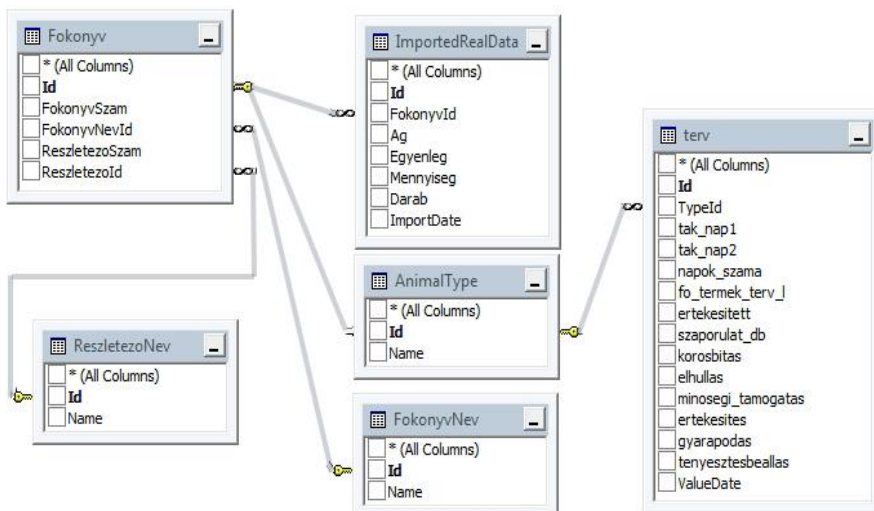 Fokonyv
* (All Columns)
Id
FokonyvSzam
FokonyvNevId
ReszletezoSzam
ReszletezoId
ImportedRealData
* (All Columns)
Id
FokonyvId
Ag
Egyenleg
Mennyiseg
Darab
ImportDate
terv
* (All Columns)
Id
TypeId
tak_nap1
tak_nap2
napok_szama
fo_termek_terv_l
ertekesitett
szaporulat_db
korosbitas
elhullas
minosegi_tamogatas
ertekesites
gyarapodas
tenyesztesbeallas
ValueDate
AnimalType
* (All Columns)
Id
Name
ReszletezoNev
* (All Columns)
Id
Name
FokonyvNev
* (All Columns)
Id
Name